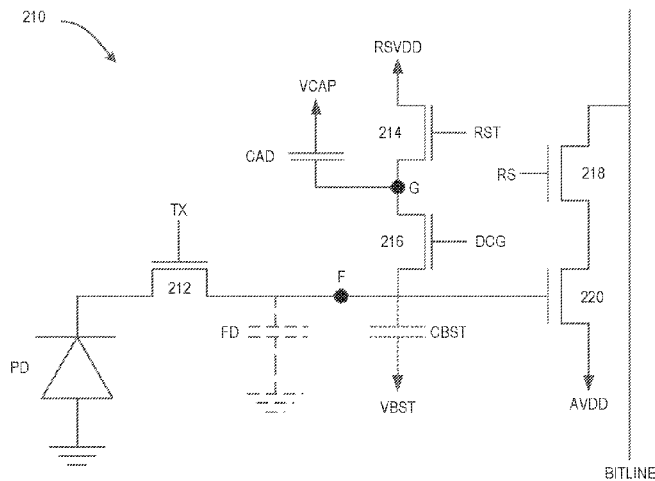 210
RSVDD
VCAP
214
RST
CAD
G
RS
218
TX
216
DCG
F
212
220
FD
CBST
PD
VBST
AVDD
BITLINE